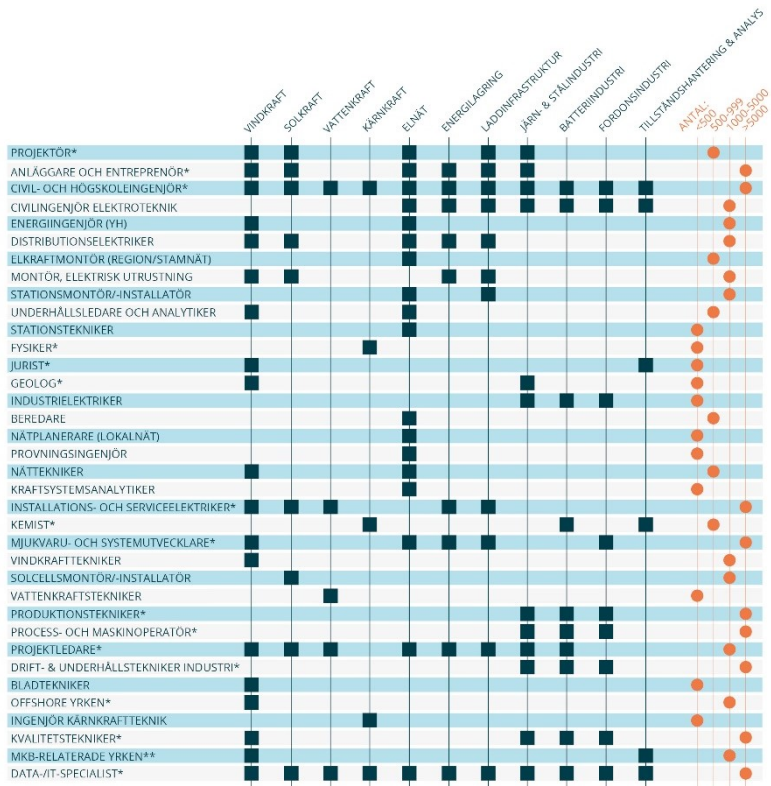 VINDKRAFT
SOLKRAFT
VATTENKRAFT
KÄRNKRAFT
ELNÄT
ENERGILAGRING
LADDINFRASTRUKTUR
JÄRN- & STÅLINDUSTRI
BATTERIINDUSTRI
FORDONSINDUSTRI
TILLSTÅNDSHANTERING & ANALYS
ANTAL:
<500
500-999
1000-5000
>5000
PROJEKTÖR*
ANLÄGGARE OCH ENTREPRENÖR*
CIVIL- OCH HÖGSKOLEINGENJÖR*
CIVILINGENJÖR ELEKTROTEKNIK
ENERGIINGENJÖR (YH)
DISTRIBUTIONSELEKTRIKER
ELKRAFTMONTÖR (REGION/STAMNÄT)
MONTÖR, ELEKTRISK UTRUSTNING
STATIONSMONTÖR/-INSTALLATÖR
UNDERHÅLLSLEDARE OCH ANALYTIKER
STATIONSTEKNIKER
FYSIKER*
JURIST*
GEOLOG*
INDUSTRIELEKTRIKER
BEREDARE
NÄTPLANERARE (LOKALNÄT)
PROVNINGSINGENJÖR
NÄTTEKNIKER
KRAFTSYSTEMSANALYTIKER
INSTALLATIONS- OCH SERVICEELEKTRIKER*
KEMIST*
MJUKVARU- OCH SYSTEMUTVECKLARE*
VINDKRAFTTEKNIKER
SOLCELLSMONTÖR/-INSTALLATÖR
VATTENKRAFTSTEKNIKER
PRODUKTIONSTEKNIKER*
PROCESS- OCH MASKINOPERATÖR*
PROJEKTLEDARE*
DRIFT- & UNDERHÅLLSTEKNIKER INDUSTRI*
BLADTEKNIKER
OFFSHORE YRKEN*
INGENJÖR KÄRNKRAFTTEKNIK
KVALITETSTEKNIKER*
MKB-RELATERADE YRKEN**
DATA-/IT-SPECIALIST*